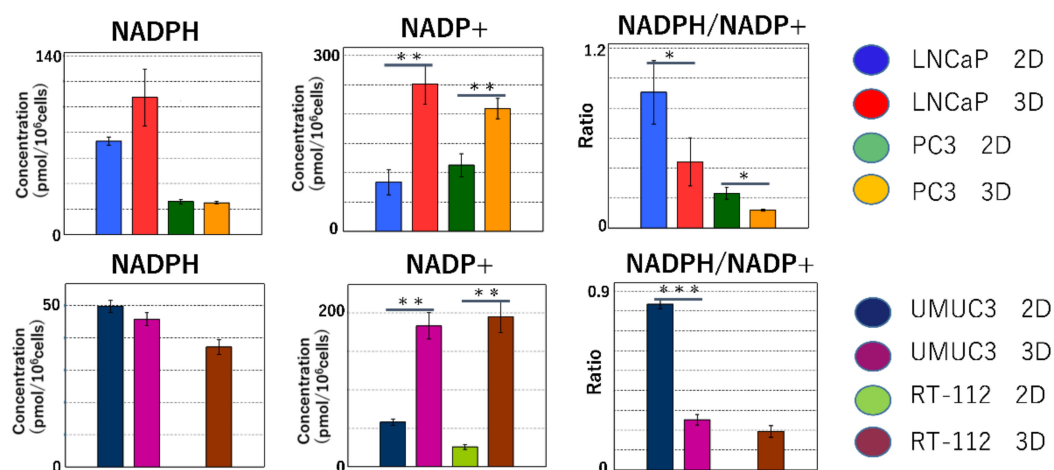 NADPH
NADP+
NADPH/NADP+
140
0
Concentration
(pmol/10⁶cells)
300
0
Concentration
(pmol/10⁶cells)
** **
1.2
0
Ratio
* *
LNCaP 2D
LNCaP 3D
PC3 2D
PC3 3D
NADPH
NADP+
NADPH/NADP+
50
0
Concentration
(pmol/10⁶cells)
200
0
Concentration
(pmol/10⁶cells)
** **
0.9
0
Ratio
***
UMUC3 2D
UMUC3 3D
RT-112 2D
RT-112 3D